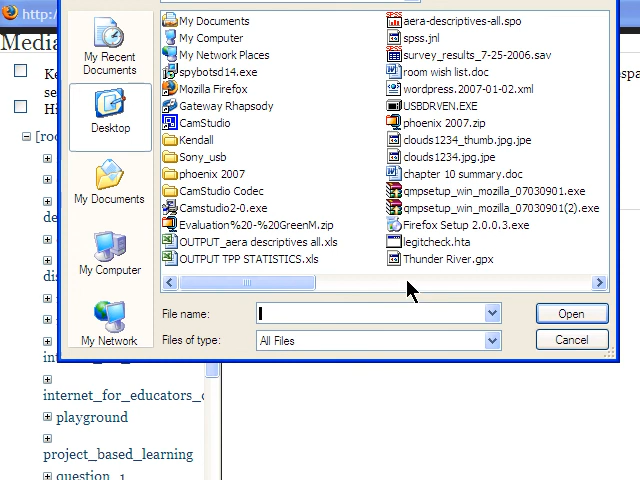 http:/
Media
Ke
espa
se
Hi
[roo
de
dis
int
internet_for_educators_c
playground
project_based_learning
question_1
My Recent
Documents
Desktop
My Documents
My Computer
My Network
My Documents
My Computer
My Network Places
spybotsd14.exe
Mozilla Firefox
Gateway Rhapsody
CamStudio
Kendall
Sony_usb
phoenix 2007
CamStudio Codec
Camstudio2-0.exe
Evaluation%20-%20GreenM.zip
OUTPUT_aera descriptives all.xls
OUTPUT TPP STATISTICS.xls
aera-descriptives-all.spo
spss.jnl
survey_results_7-25-2006.sav
room wish list.doc
wordpress.2007-01-02.xml
USBDRVEN.EXE
phoenix 2007.zip
clouds1234_thumb.jpg.jpe
clouds1234.jpg.jpe
chapter 10 summary.doc
qmpsetup_win_mozilla_07030901.exe
qmpsetup_win_mozilla_07030901(2).exe
Firefox Setup 2.0.0.3.exe
legitcheck.hta
Thunder River.gpx
File name:
Open
Files of type:
All Files
Cancel